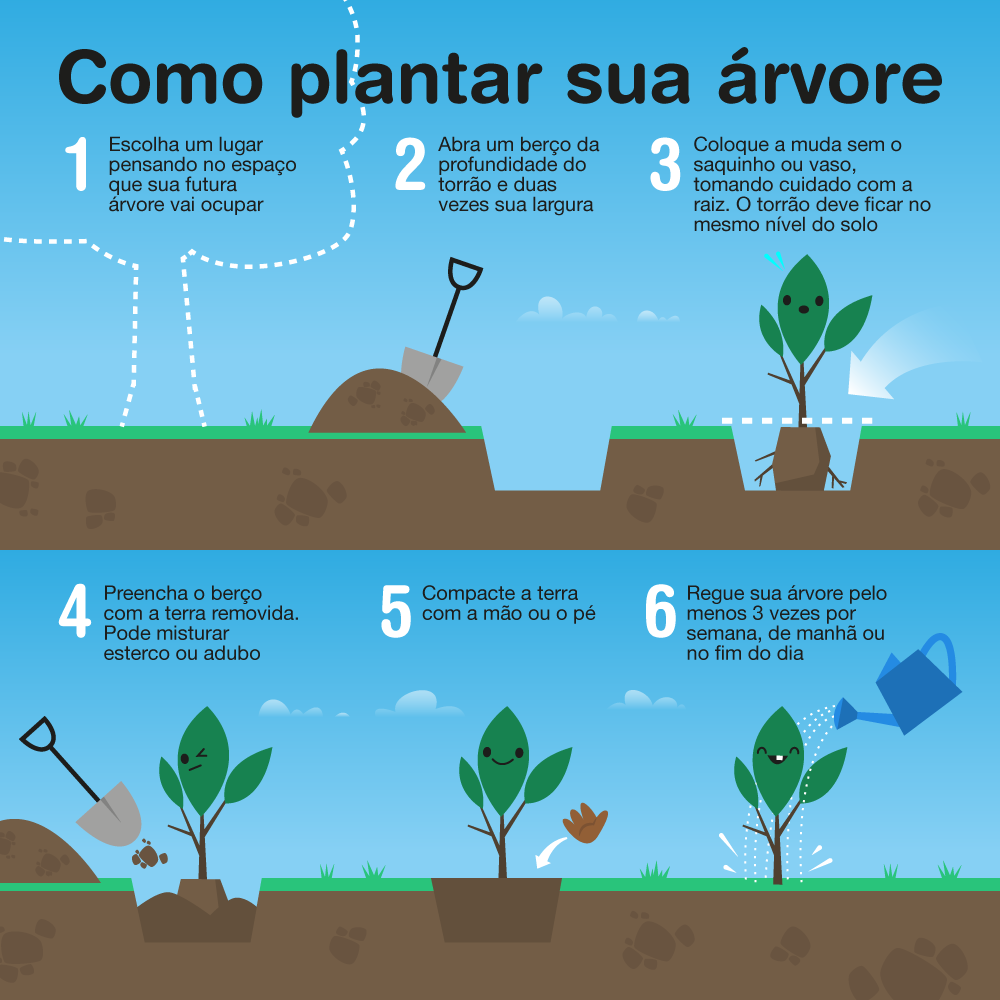 Como plantar sua árvore
1
Escolha um lugar
pensando no espaço
que sua futura
árvore vai ocupar
2
Abra um berço da
profundidade do
torrão e duas
vezes sua largura
3
Coloque a muda sem o
saquinho ou vaso,
tomando cuidado com a
raiz. O torrão deve ficar no
mesmo nível do solo
4
Preencha o berço
com a terra removida.
Pode misturar
esterco ou adubo
5
Compacte a terra
com a mão ou o pé
6
Regue sua árvore pelo
menos 3 vezes por
semana, de manhã ou
no fim do dia